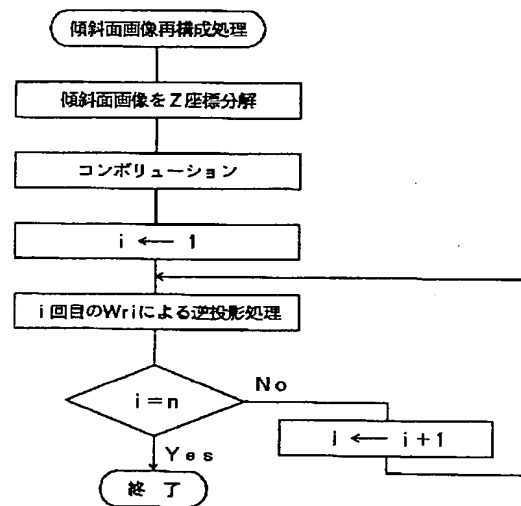 傾斜面画像再構成処理
傾斜面画像をZ座標分解
コンボリューション
i ← 1
i回目のWriによる逆投影処理
i=n
No
i ← i+1
Yes
終了